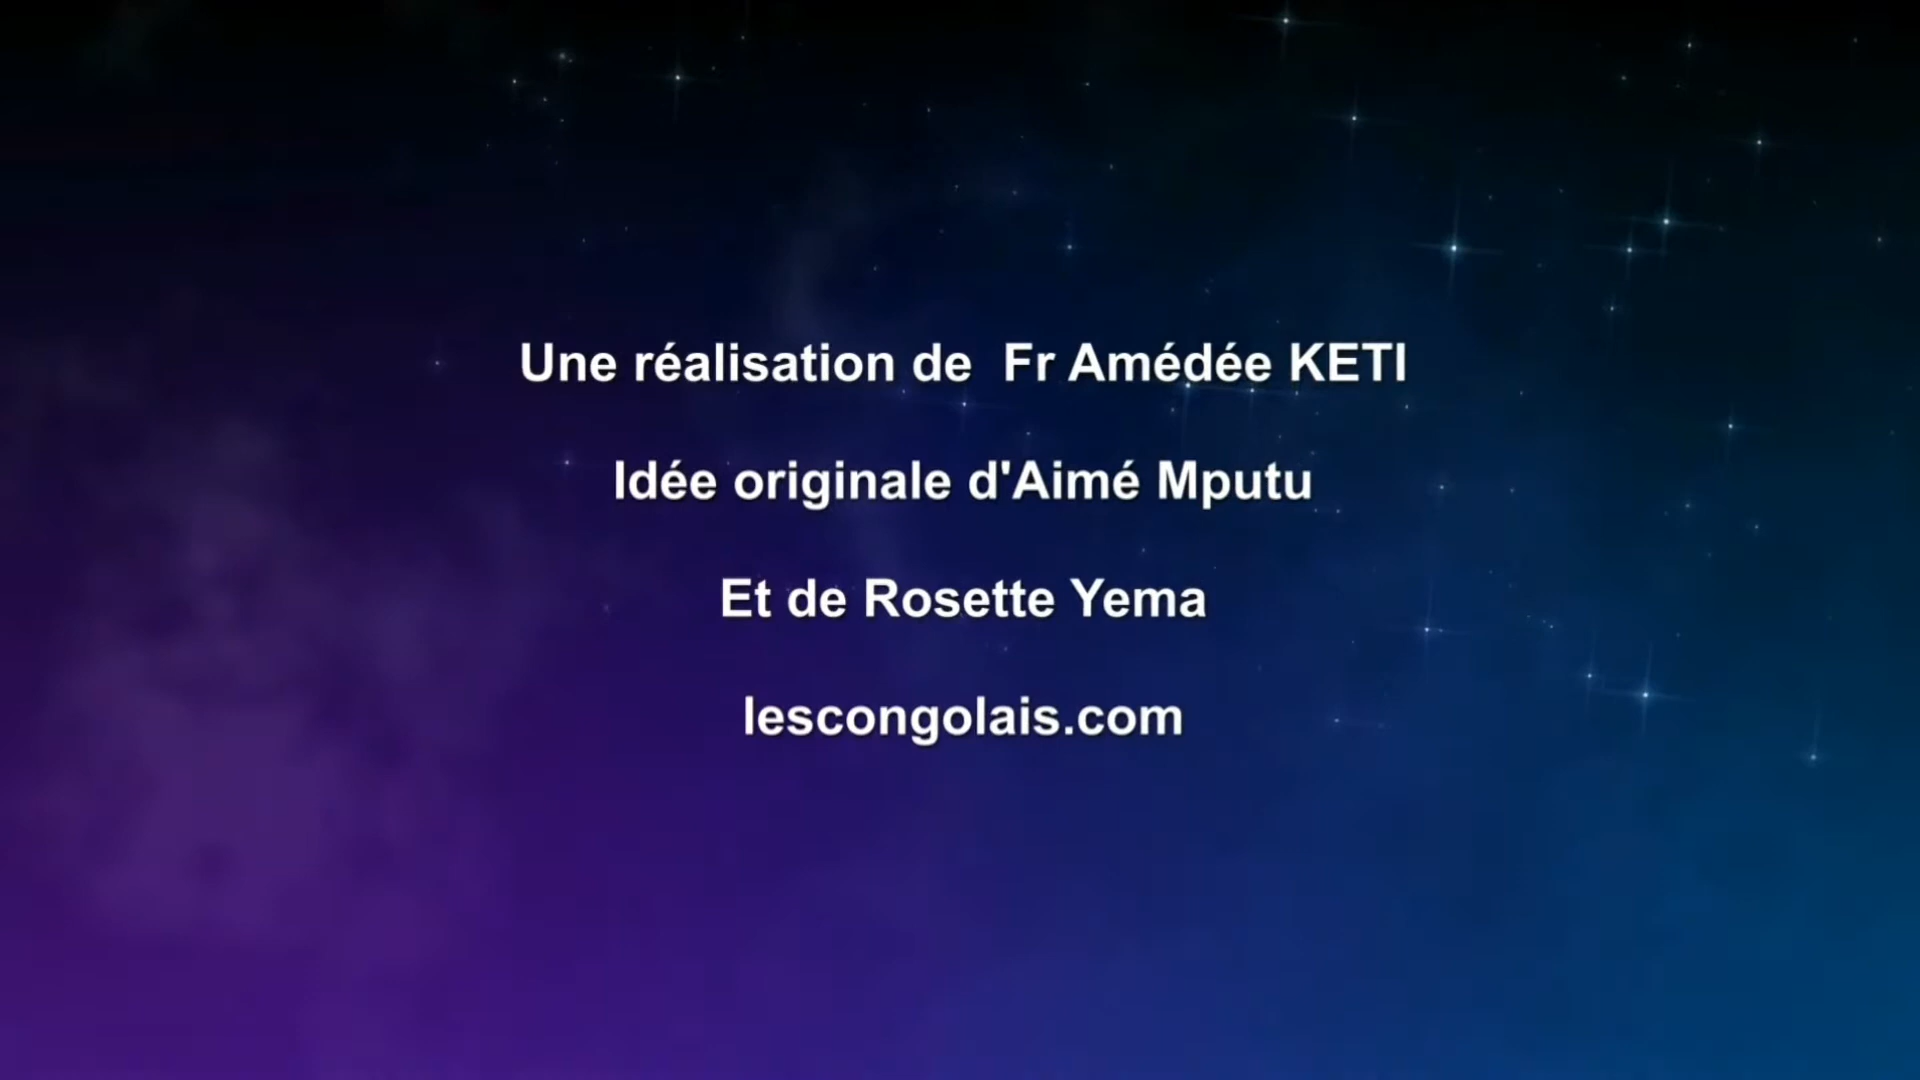 Une réalisation de  Fr Amédée KETI
Idée originale d'Aimé Mputu
Et de Rosette Yema
lescongolais.com